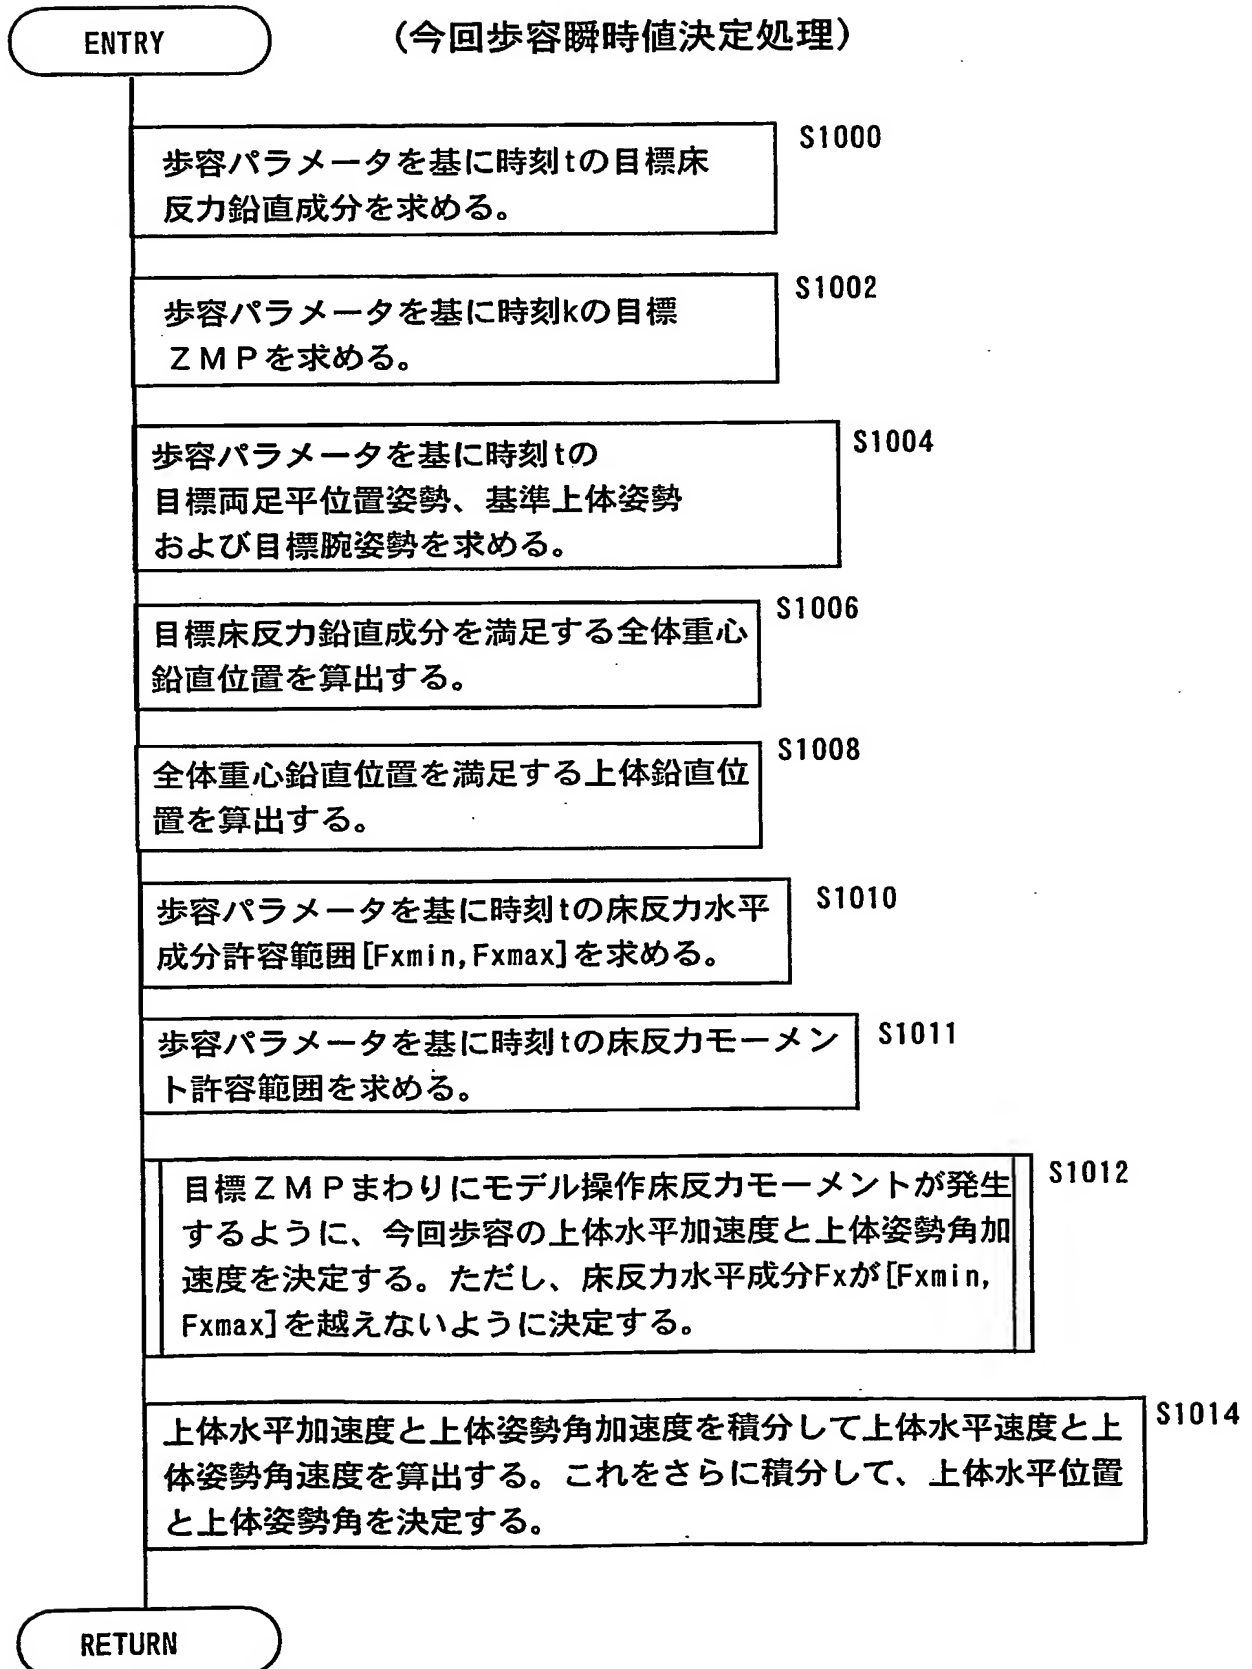 ENTRY
(今回歩容瞬時値決定処理)
S1000
歩容パラメータを基に時刻tの目標床
反力鉛直成分を求める。
S1002
歩容パラメータを基に時刻kの目標
ZMPを求める。
S1004
歩容パラメータを基に時刻tの
目標両足平位置姿勢、基準上体姿勢
および目標腕姿勢を求める。
S1006
目標床反力鉛直成分を満足する全体重心
鉛直位置を算出する。
S1008
全体重心鉛直位置を満足する上体鉛直位
置を算出する。
S1010
歩容パラメータを基に時刻tの床反力水平
成分許容範囲[Fxmin,Fxmax]を求める。
S1011
歩容パラメータを基に時刻tの床反力モーメン
ト許容範囲を求める。
S1012
目標ZMPまわりにモデル操作床反力モーメントが発生
するように、今回歩容の上体水平加速度と上体姿勢角加
速度を決定する。ただし、床反力水平成分Fxが[Fxmin,
Fxmax]を越えないように決定する。
S1014
上体水平加速度と上体姿勢角加速度を積分して上体水平速度と上
体姿勢角速度を算出する。これをさらに積分して、上体水平位置
と上体姿勢角を決定する。
RETURN